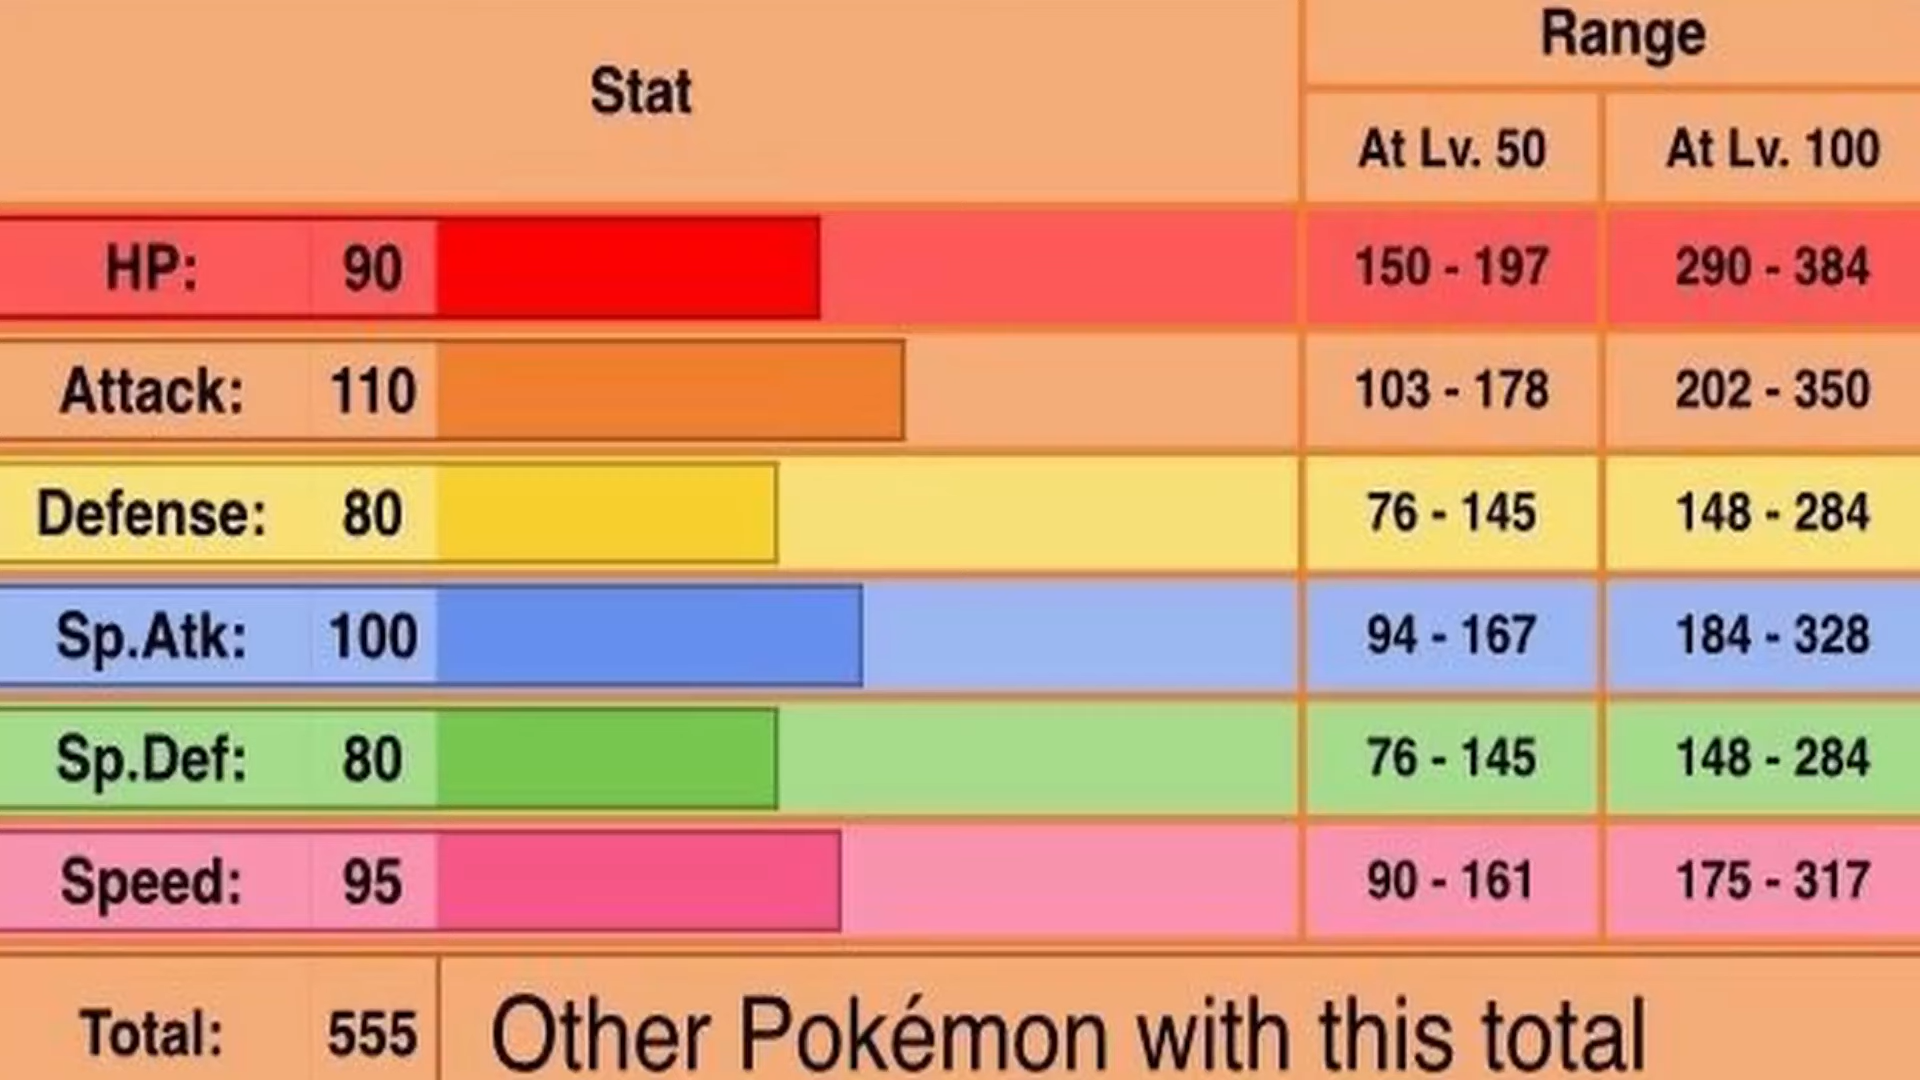 Stat
Range
At Lv. 50 At Lv. 100
HP: 90 150 - 197 290 - 384
Attack: 110 103 - 178 202 - 350
Defense: 80 76 - 145 148 - 284
Sp.Atk: 100 94 - 167 184 - 328
Sp.Def: 80 76 - 145 148 - 284
Speed: 95 90 - 161 175 - 317
Total: 555 Other Pokémon with this total